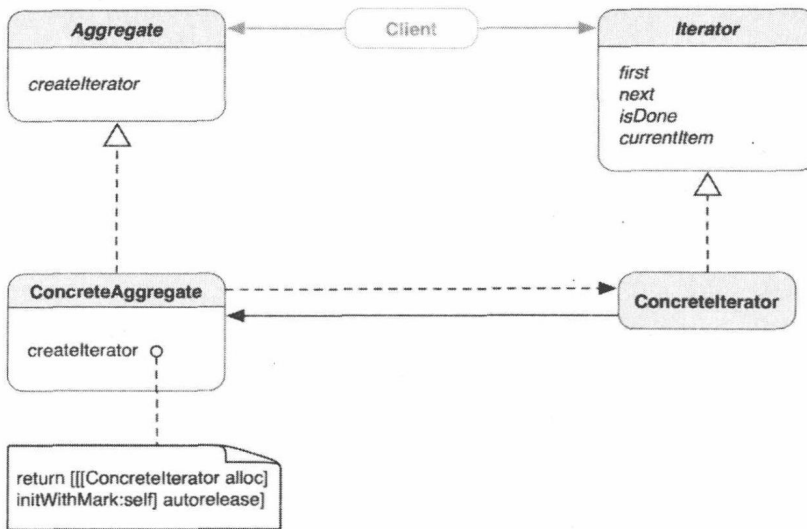 Aggregate
Client
Iterator
createIterator
first
next
isDone
currentItem
ConcreteAggregate
ConcreteIterator
createIterator
return [[[ConcreteIterator alloc]
initWithMark:self] autorelease]